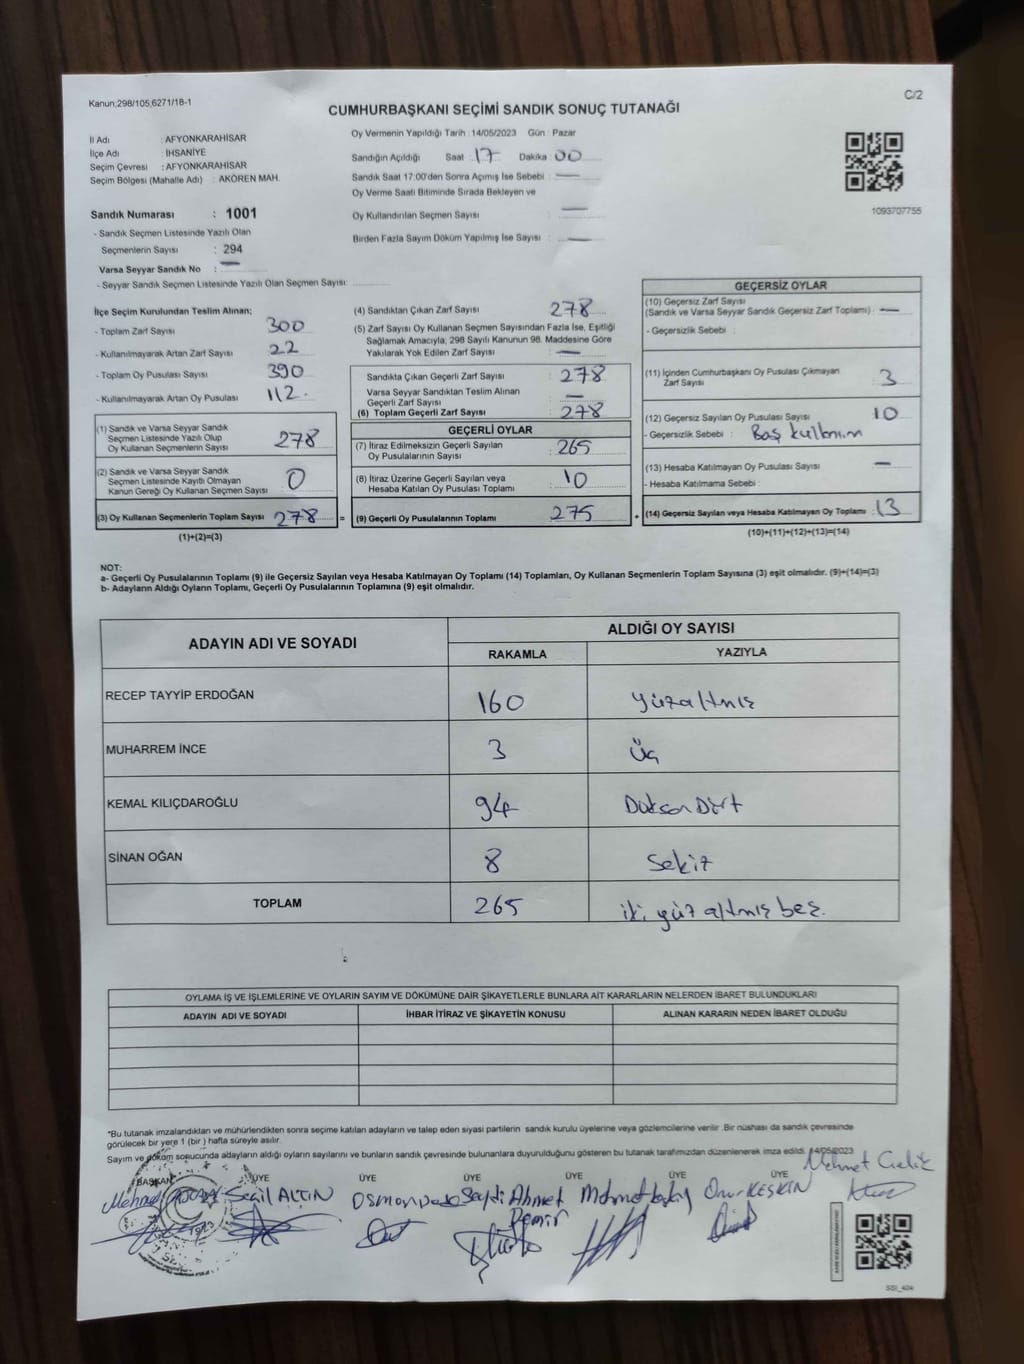 Kanun;298/105;6271/18-1
C/2
CUMHURBAŞKANI SEÇİMİ SANDIK SONUÇ TUTANAĞI
İl Adı : AFYONKARAHİSAR
İlçe Adı : İHSANİYE
Seçim Çevresi : AFYONKARAHİSAR
Seçim Bölgesi (Mahalle Adı) : AKÖREN MAH.
Oy Vermenin Yapıldığı Tarih : 14/05/2023 Gün : Pazar
Sandığın Açıldığı Saat : 17 Dakika : 00
Sandık Saat 17:00'den Sonra Açımış İse Sebebi : —
Oy Verme Saati Bitiminde Sırada Bekleyen ve
Oy Kullandırılan Seçmen Sayısı : —
Birden Fazla Sayım Döküm Yapılmış İse Sayısı : —
1093707755
Sandık Numarası : 1001
- Sandık Seçmen Listesinde Yazılı Olan
Seçmenlerin Sayısı : 294
Varsa Seyyar Sandık No : —
- Seyyar Sandık Seçmen Listesinde Yazılı Olan Seçmen Sayısı:
İlçe Seçim Kurulundan Teslim Alınan;
- Toplam Zarf Sayısı : 300
- Kullanılmayarak Artan Zarf Sayısı : 22
- Toplam Oy Pusulası Sayısı : 390
- Kullanılmayarak Artan Oy Pusulası : 112
(1) Sandık ve Varsa Seyyar Sandık
Seçmen Listesinde Yazılı Olup
Oy Kullanan Seçmenlerin Sayısı : 278
(2) Sandık ve Varsa Seyyar Sandık
Seçmen Listesinde Kayıtlı Olmayan
Kanun Gereği Oy Kullanan Seçmen Sayısı : 0
(3) Oy Kullanan Seçmenlerin Toplam Sayısı : 278 =
(1)+(2)=(3)
(4) Sandıktan Çıkan Zarf Sayısı : 278
(5) Zarf Sayısı Oy Kullanan Seçmen Sayısından Fazla İse, Eşitliği
Sağlamak Amacıyla; 298 Sayılı Kanunun 98. Maddesine Göre
Yakılarak Yok Edilen Zarf Sayısı : —
Sandıkta Çıkan Geçerli Zarf Sayısı : 278
Varsa Seyyar Sandıktan Teslim Alınan
Geçerli Zarf Sayısı : —
(6) Toplam Geçerli Zarf Sayısı : 278
GEÇERLİ OYLAR
(7) İtiraz Edilmeksizin Geçerli Sayılan
Oy Pusulalarının Sayısı : 265
(8) İtiraz Üzerine Geçerli Sayılan veya
Hesaba Katılan Oy Pusulası Toplamı : 10
(9) Geçerli Oy Pusulalarının Toplamı : 275 +
GEÇERSİZ OYLAR
(10) Geçersiz Zarf Sayısı
(Sandık ve Varsa Seyyar Sandık Geçersiz Zarf Toplamı) : —
- Geçersizlik Sebebi :
(11) İçinden Cumhurbaşkanı Oy Pusulası Çıkmayan
Zarf Sayısı : 3
(12) Geçersiz Sayılan Oy Pusulası Sayısı : 10
- Geçersizlik Sebebi : Boş kullanım
(13) Hesaba Katılmayan Oy Pusulası Sayısı : —
- Hesaba Katılmama Sebebi :
(14) Geçersiz Sayılan veya Hesaba Katılmayan Oy Toplamı : 13
(10)+(11)+(12)+(13)=(14)
NOT:
a- Geçerli Oy Pusulalarının Toplamı (9) ile Geçersiz Sayılan veya Hesaba Katılmayan Oy Toplamı (14) Toplamları, Oy Kullanan Seçmenlerin Toplam Sayısına (3) eşit olmalıdır. (9)+(14)=(3)
b- Adayların Aldığı Oyların Toplamı, Geçerli Oy Pusulalarının Toplamına (9) eşit olmalıdır.
ADAYIN ADI VE SOYADI ALDIĞI OY SAYISI
RAKAMLA YAZIYLA
RECEP TAYYİP ERDOĞAN 160 yüzaltmış
MUHARREM İNCE 3 üç
KEMAL KILIÇDAROĞLU 94 DoksanDört
SİNAN OĞAN 8 Sekiz
TOPLAM 265 iki yüz altmış beş.
OYLAMA İŞ VE İŞLEMLERİNE VE OYLARIN SAYIM VE DÖKÜMÜNE DAİR ŞİKAYETLERLE BUNLARA AİT KARARLARIN NELERDEN İBARET BULUNDUKLARI
ADAYIN ADI VE SOYADI İHBAR İTİRAZ VE ŞİKAYETİN KONUSU ALINAN KARARIN NEDEN İBARET OLDUĞU
*Bu tutanak imzalandıktan ve mühürlendikten sonra seçime katılan adayların ve talep eden siyasi partilerin sandık kurulu üyelerine veya gözlemcilerine verilir. Bir nüshası da sandık çevresinde
görülecek bir yere 1 (bir ) hafta süreyle asılır.
Sayım ve döküm sonucunda adayların aldığı oyların sayılarını ve bunların sandık çevresinde bulunanlara duyurulduğunu gösteren bu tutanak tarafımızdan düzenlenerek imza edildi. 14/05/2023
BAŞKAN ÜYE ÜYE ÜYE ÜYE ÜYE ÜYE
Mehmet Seçil ALTIN Osman Ahmet Mehmet Onur KESKİN Mehmet Çelik
Demir
SSI_404